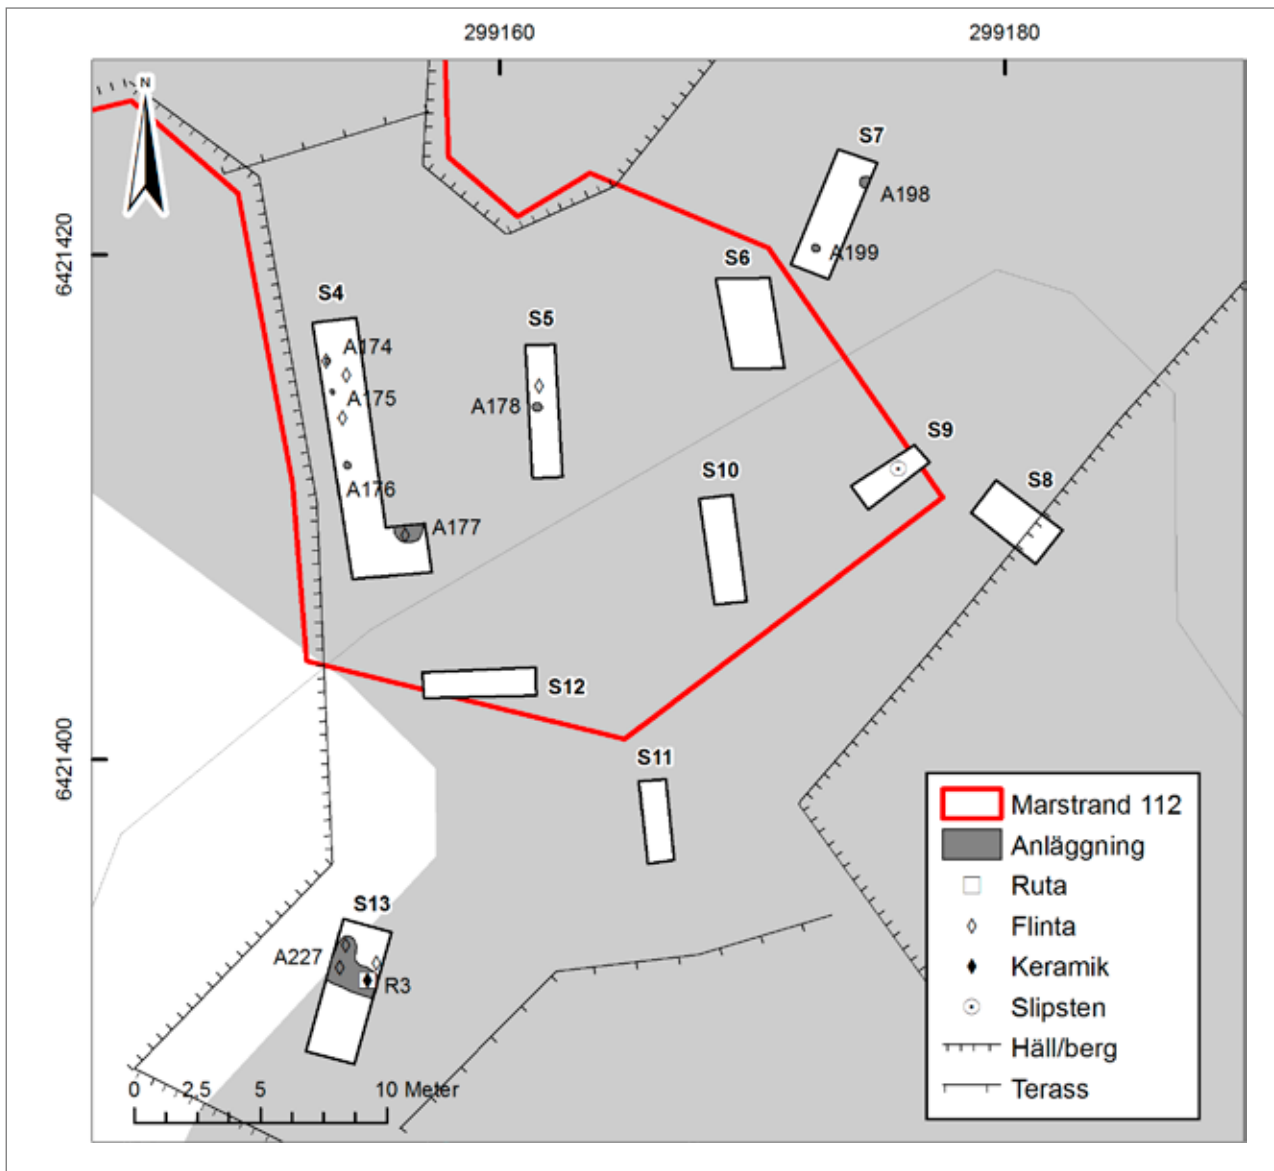 299160
299180
N
6421420
6421400
S7
A198
A199
S6
S4
A174
A175
A176
A177
S5
A178
S9
S10
S8
S12
S11
S13
A227
R3
0 2,5 5 10 Meter
Marstrand 112
Anläggning
Ruta
Flinta
Keramik
Slipsten
Häll/berg
Terass